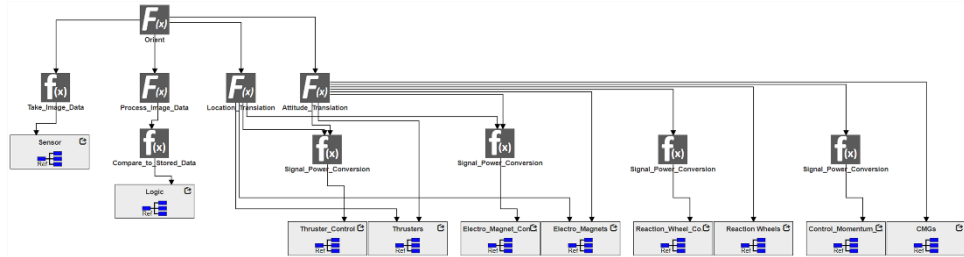 F(x)
Orient
f(x)
F(x)
F(x)
F(x)
Take_Image_Data
Process_Image_Data
Location_Translation
Attitude_Translation
Sensor
Ref
f(x)
Compare_to_Stored_Data
f(x)
Signal_Power_Conversion
f(x)
Signal_Power_Conversion
f(x)
Signal_Power_Conversion
f(x)
Signal_Power_Conversion
Logic
Ref
Thruster_Control
Ref
Thrusters
Ref
Electro_Magnet_Con...
Ref
Electro_Magnets
Ref
Reaction_Wheel_Co...
Ref
Reaction Wheels
Ref
Control_Momentum_
Ref
CMGs
Ref